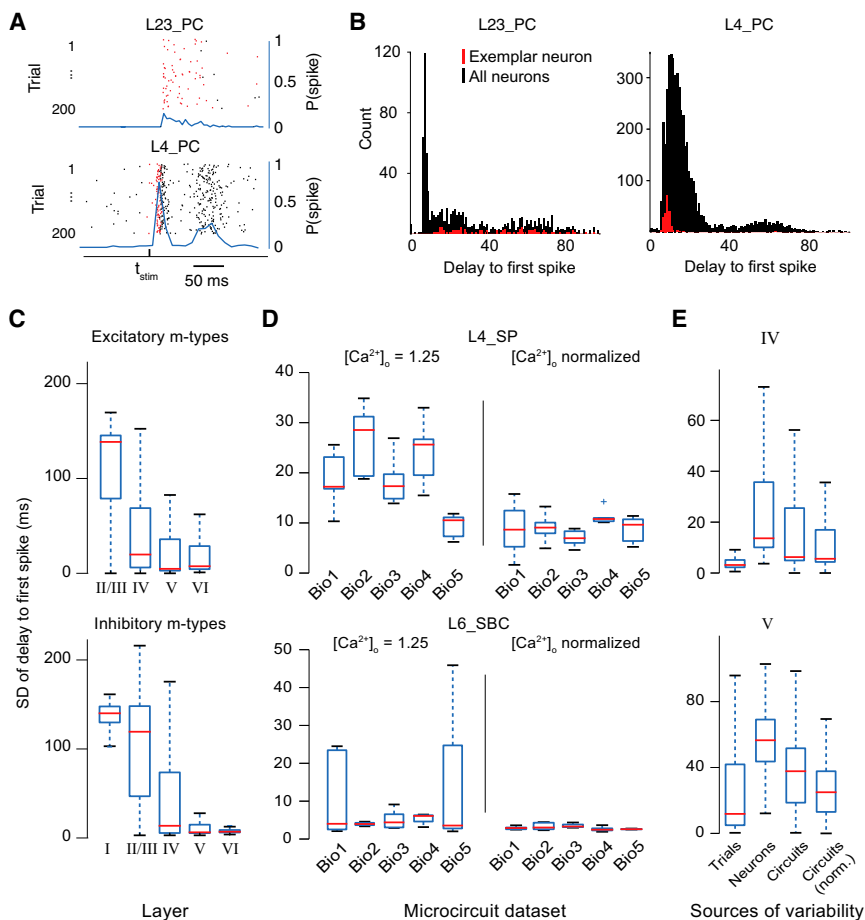 A
L23_PC
Trial
1
...
200
1
0.5
0
P(spike)
L4_PC
Trial
1
...
200
1
0.5
0
P(spike)
t_stim
50 ms
B
L23_PC
L4_PC
Exemplar neuron
All neurons
Count
120
80
40
0 40 80
Delay to first spike
300
200
100
0 40 80
Delay to first spike
C
Excitatory m-types
200
100
0
II/III IV V VI
Inhibitory m-types
200
100
0
I II/III IV V VI
SD of delay to first spike (ms)
Layer
D
L4_SP
[Ca²⁺]ₒ = 1.25
[Ca²⁺]ₒ normalized
40
30
20
10
0
Bio1 Bio2 Bio3 Bio4 Bio5
Bio1 Bio2 Bio3 Bio4 Bio5
L6_SBC
[Ca²⁺]ₒ = 1.25
[Ca²⁺]ₒ normalized
50
40
30
20
10
0
Bio1 Bio2 Bio3 Bio4 Bio5
Bio1 Bio2 Bio3 Bio4 Bio5
Microcircuit dataset
E
IV
60
40
20
0
V
80
40
0
Trials Neurons Circuits Circuits (norm.)
Sources of variability